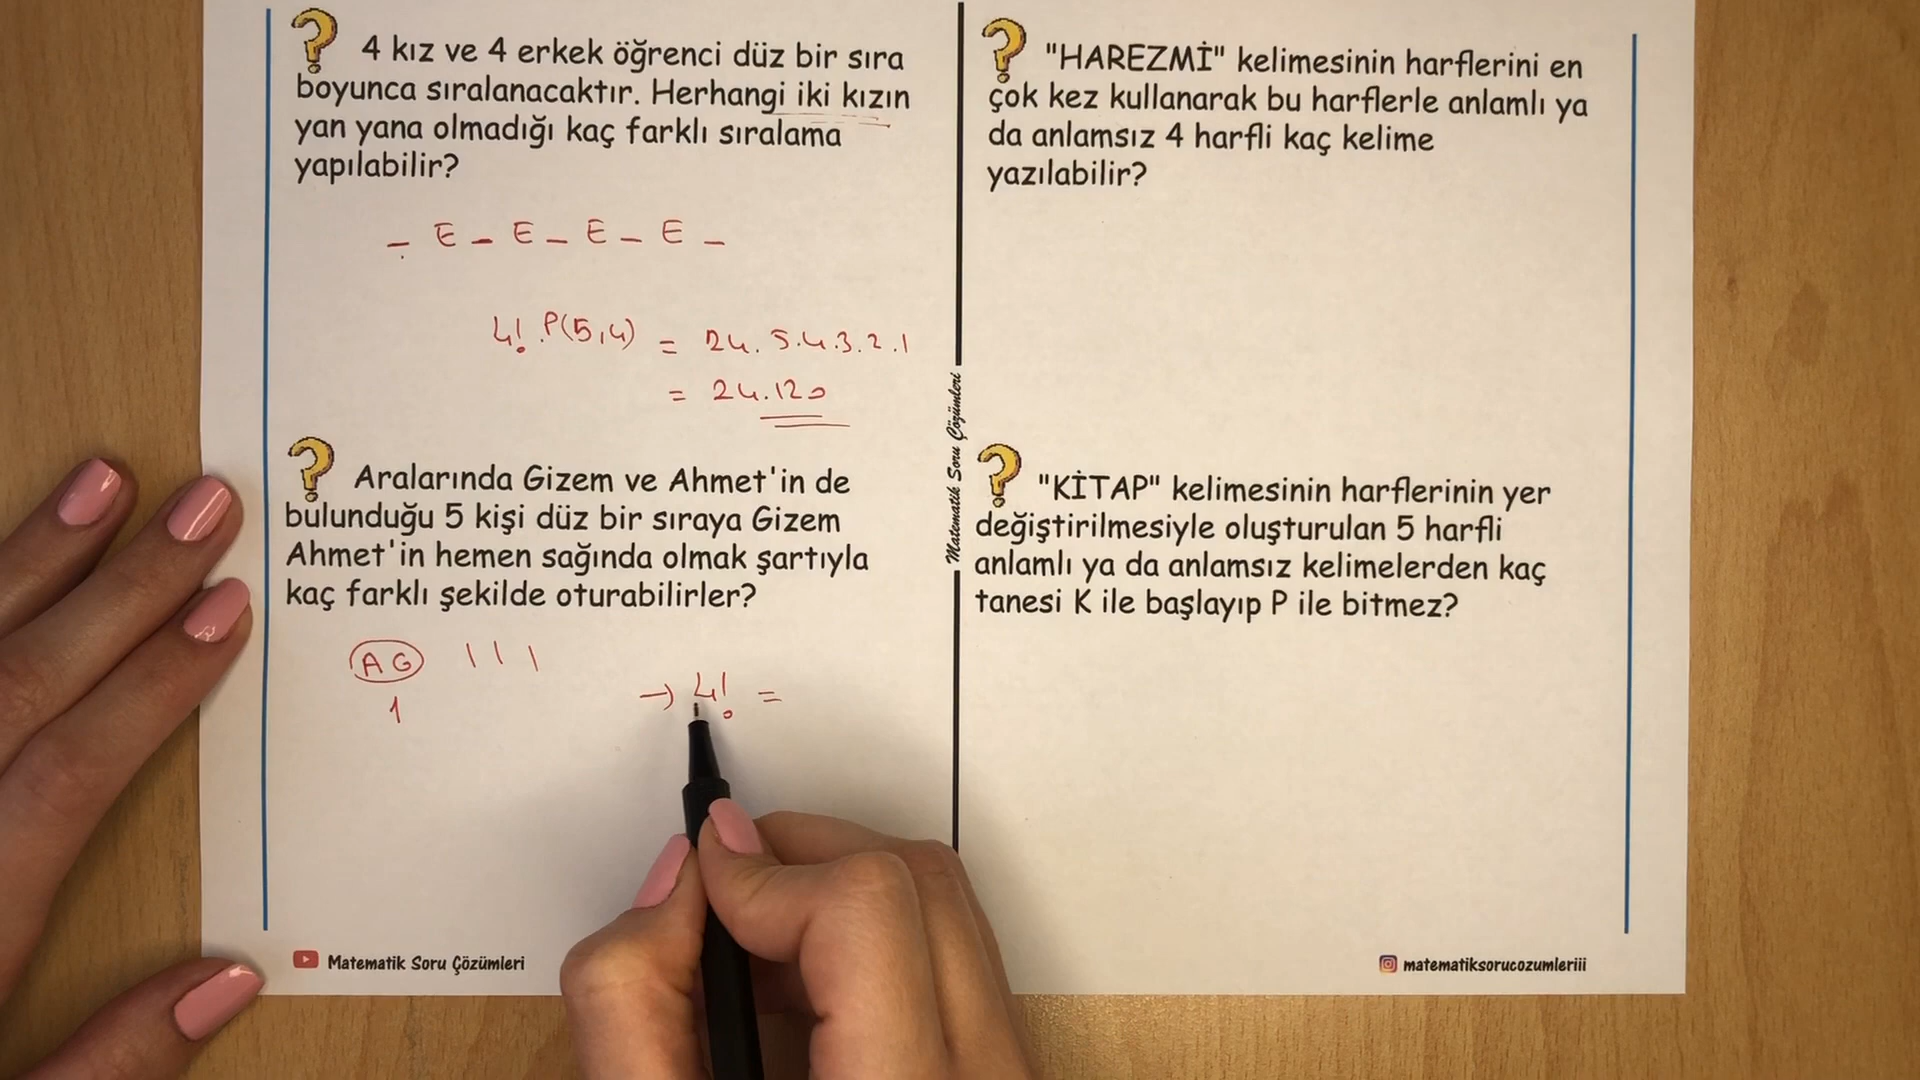 4 kız ve 4 erkek öğrenci düz bir sıra
boyunca sıralanacaktır. Herhangi iki kızın
yan yana olmadığı kaç farklı sıralama
yapılabilir?
_ E _ E _ E _ E _
4! . P(5,4) = 24.5.4.3.2.1
= 24.120
Aralarında Gizem ve Ahmet'in de
bulunduğu 5 kişi düz bir sıraya Gizem
Ahmet'in hemen sağında olmak şartıyla
kaç farklı şekilde oturabilirler?
AG | | |
1
→ 4! =
Matematik Soru Çözümleri
Matematik Soru Çözümleri
"HAREZMİ" kelimesinin harflerini en
çok kez kullanarak bu harflerle anlamlı ya
da anlamsız 4 harfli kaç kelime
yazılabilir?
"KİTAP" kelimesinin harflerinin yer
değiştirilmesiyle oluşturulan 5 harfli
anlamlı ya da anlamsız kelimelerden kaç
tanesi K ile başlayıp P ile bitmez?
matematiksorucozumleriii